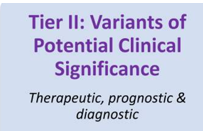 Tier II: Variants of
Potential Clinical
Significance
Therapeutic, prognostic &
diagnostic